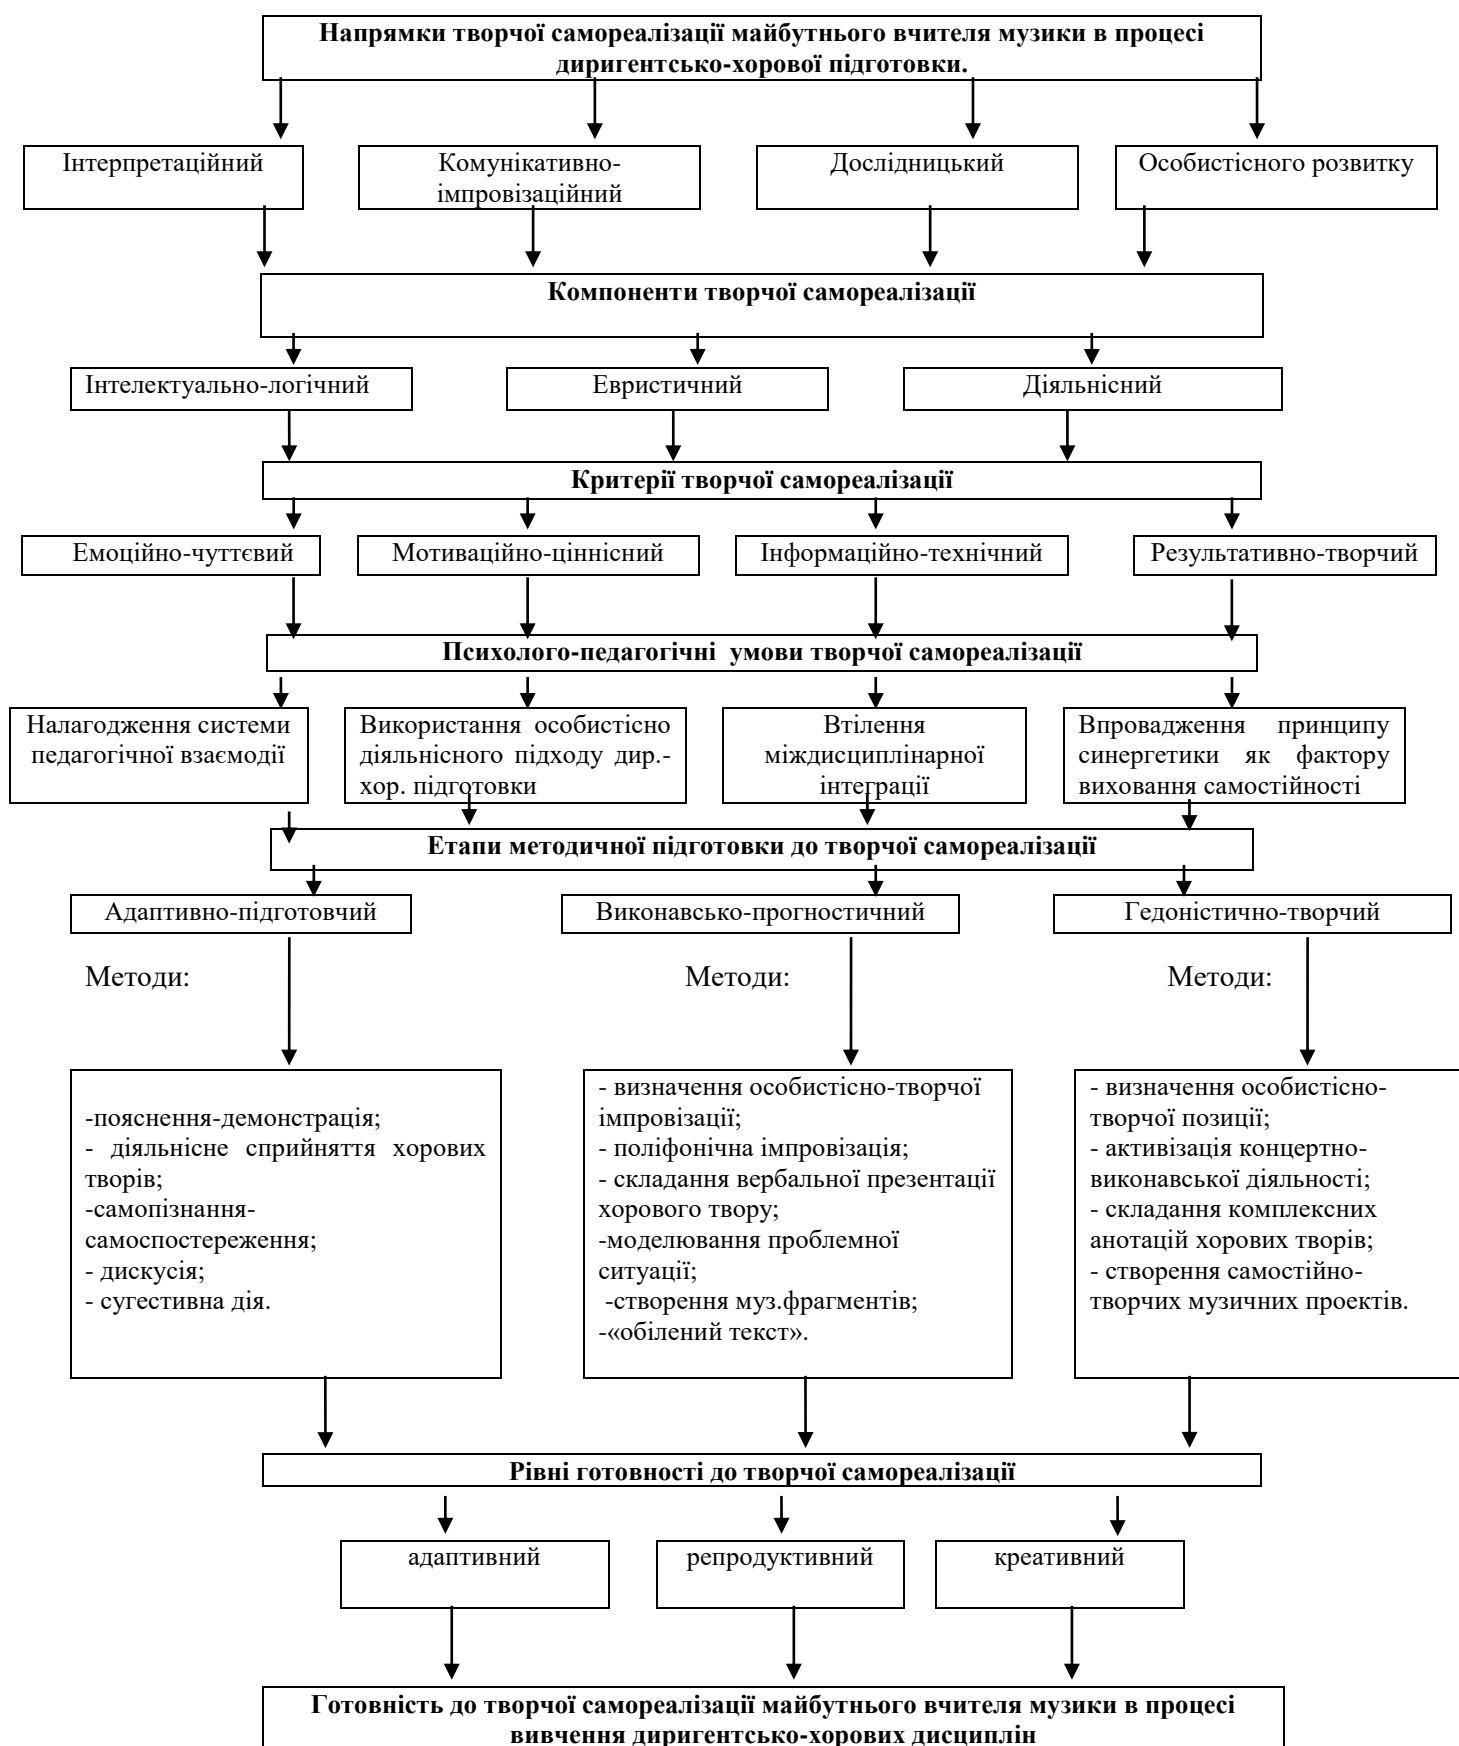 Напрямки творчої самореалізації майбутнього вчителя музики в процесі
диригентсько-хорової підготовки.
Інтерпретаційний
Комунікативно-
імпровізаційний
Дослідницький
Особистісного розвитку
Компоненти творчої самореалізації
Інтелектуально-логічний
Евристичний
Діяльнісний
Критерії творчої самореалізації
Емоційно-чуттєвий
Мотиваційно-ціннісний
Інформаційно-технічний
Результативно-творчий
Психолого-педагогічні умови творчої самореалізації
Налагодження системи
педагогічної взаємодії
Використання особистісно
діяльнісного підходу дир.-
хор. підготовки
Втілення
міждисциплінарної
інтеграції
Впровадження принципу
синергетики як фактору
виховання самостійності
Етапи методичної підготовки до творчої самореалізації
Адаптивно-підготовчий
Виконавсько-прогностичний
Гедоністично-творчий
Методи:
Методи:
Методи:
-пояснення-демонстрація;
- діяльнісне сприйняття хорових
творів;
-самопізнання-
самоспостереження;
- дискусія;
- сугестивна дія.
- визначення особистісно-творчої
імпровізації;
- поліфонічна імпровізація;
- складання вербальної презентації
хорового твору;
-моделювання проблемної
ситуації;
-створення муз.фрагментів;
-«обілений текст».
- визначення особистісно-
творчої позиції;
- активізація концертно-
виконавської діяльності;
- складання комплексних
анотацій хорових творів;
- створення самостійно-
творчих музичних проектів.
Рівні готовності до творчої самореалізації
адаптивний
репродуктивний
креативний
Готовність до творчої самореалізації майбутнього вчителя музики в процесі
вивчення диригентсько-хорових дисциплін